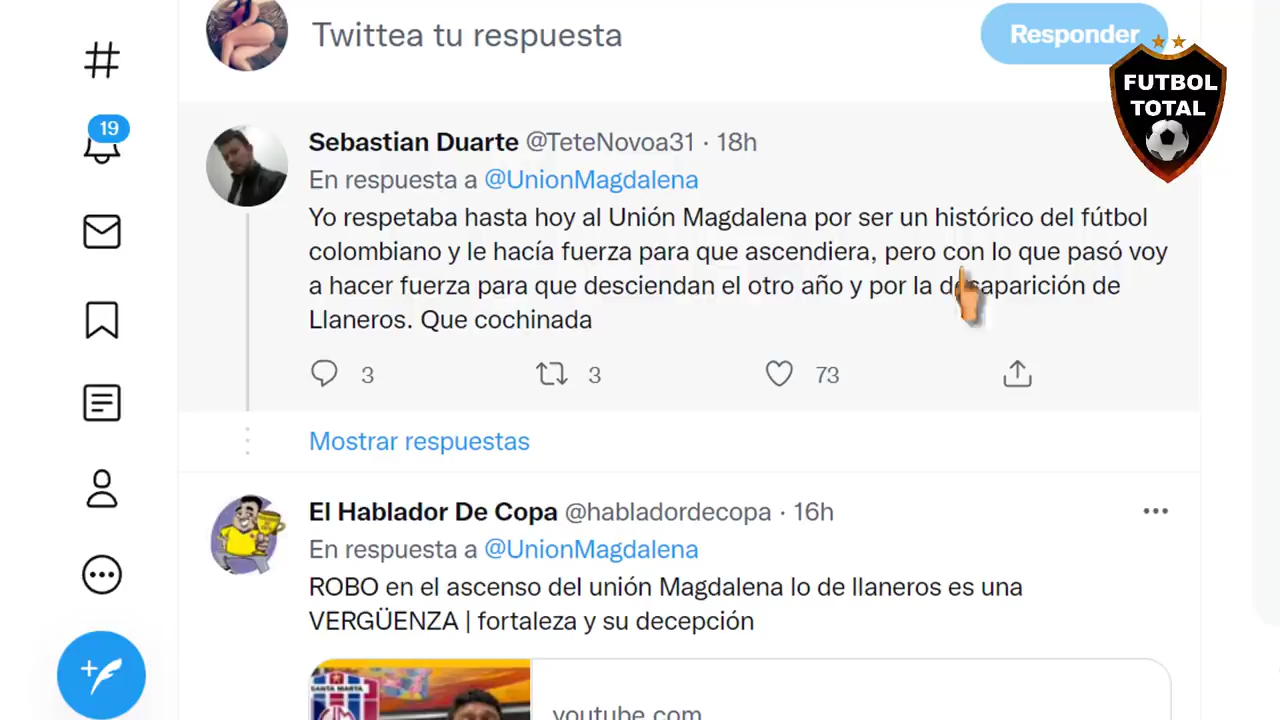 Twittea tu respuesta
Responder
FUTBOL
TOTAL
19
Sebastian Duarte @TeteNovoa31 · 18h
En respuesta a @UnionMagdalena
Yo respetaba hasta hoy al Unión Magdalena por ser un histórico del fútbol
colombiano y le hacía fuerza para que ascendiera, pero con lo que pasó voy
a hacer fuerza para que desciendan el otro año y por la desaparición de
Llaneros. Que cochinada
3
3
73
Mostrar respuestas
El Hablador De Copa @habladordecopa · 16h
En respuesta a @UnionMagdalena
ROBO en el ascenso del unión Magdalena lo de llaneros es una
VERGÜENZA | fortaleza y su decepción
SANTA MARTA
youtube.com